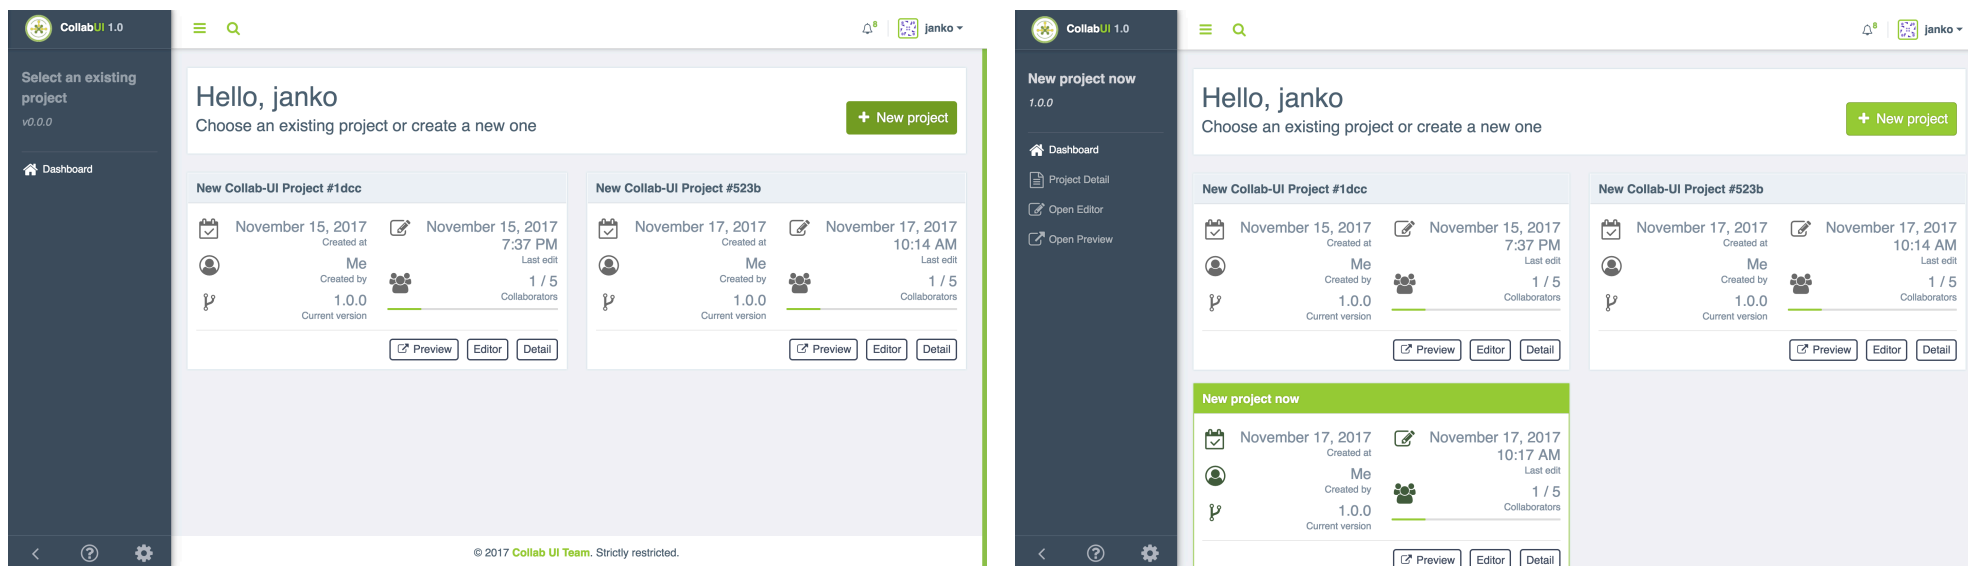 CollabUI 1.0
8
janko
Select an existing
project
v0.0.0
Dashboard
Hello, janko
Choose an existing project or create a new one
New project
New Collab-UI Project #1dcc
November 15, 2017
Created at
Me
Created by
1.0.0
Current version
November 15, 2017
7:37 PM
Last edit
1 / 5
Collaborators
Preview
Editor
Detail
New Collab-UI Project #523b
November 17, 2017
Created at
Me
Created by
1.0.0
Current version
November 17, 2017
10:14 AM
Last edit
1 / 5
Collaborators
Preview
Editor
Detail
© 2017 Collab UI Team. Strictly restricted.
CollabUI 1.0
8
janko
New project now
1.0.0
Dashboard
Project Detail
Open Editor
Open Preview
Hello, janko
Choose an existing project or create a new one
New project
New Collab-UI Project #1dcc
November 15, 2017
Created at
Me
Created by
1.0.0
Current version
November 15, 2017
7:37 PM
Last edit
1 / 5
Collaborators
Preview
Editor
Detail
New Collab-UI Project #523b
November 17, 2017
Created at
Me
Created by
1.0.0
Current version
November 17, 2017
10:14 AM
Last edit
1 / 5
Collaborators
Preview
Editor
Detail
New project now
November 17, 2017
Created at
Me
Created by
1.0.0
Current version
November 17, 2017
10:17 AM
Last edit
1 / 5
Collaborators
Preview
Editor
Detail